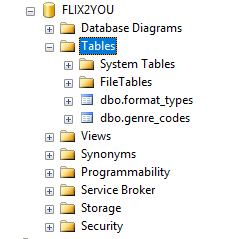 FLIX2YOU
Database Diagrams
Tables
System Tables
FileTables
dbo.format_types
dbo.genre_codes
Views
Synonyms
Programmability
Service Broker
Storage
Security